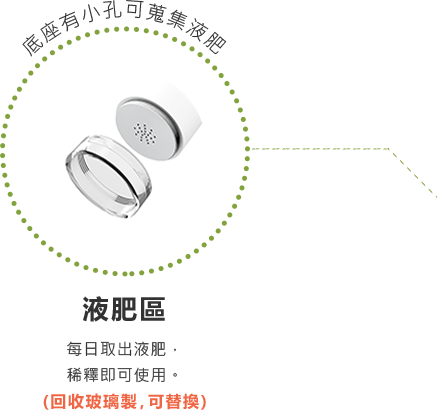 底座有小孔可蒐集液肥
液肥區
每日取出液肥，
稀釋即可使用。
(回收玻璃製，可替換)